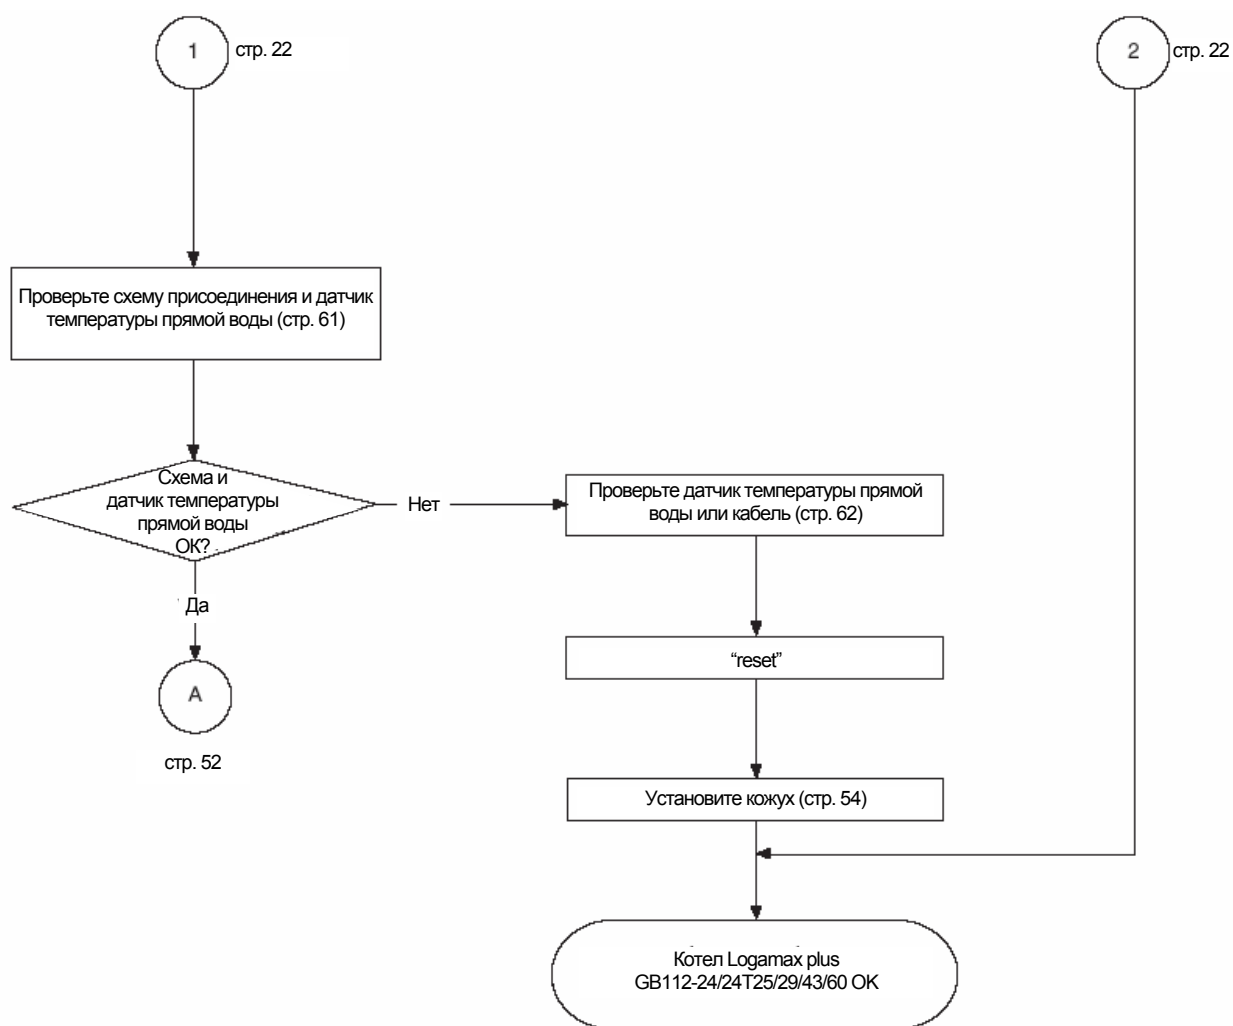 1
стр. 22
2
стр. 22
Проверьте схему присоединения и датчик
температуры прямой воды (стр. 61)
Схема и
датчик температуры
прямой воды
ОК?
Нет
Проверьте датчик температуры прямой
воды или кабель (стр. 62)
Да
“reset”
A
стр. 52
Установите кожух (стр. 54)
Котел Logamax plus
GB112-24/24T25/29/43/60 OK